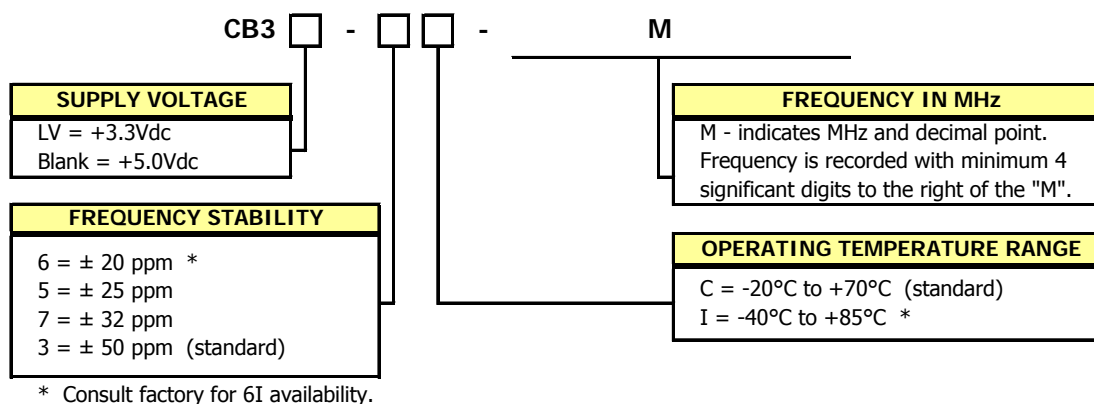 CB3 - - M
SUPPLY VOLTAGE
LV = +3.3Vdc
Blank = +5.0Vdc
FREQUENCY STABILITY
6 = ± 20 ppm *
5 = ± 25 ppm
7 = ± 32 ppm
3 = ± 50 ppm (standard)
* Consult factory for 6I availability.
FREQUENCY IN MHz
M - indicates MHz and decimal point.
Frequency is recorded with minimum 4
significant digits to the right of the "M".
OPERATING TEMPERATURE RANGE
C = -20°C to +70°C (standard)
I = -40°C to +85°C *